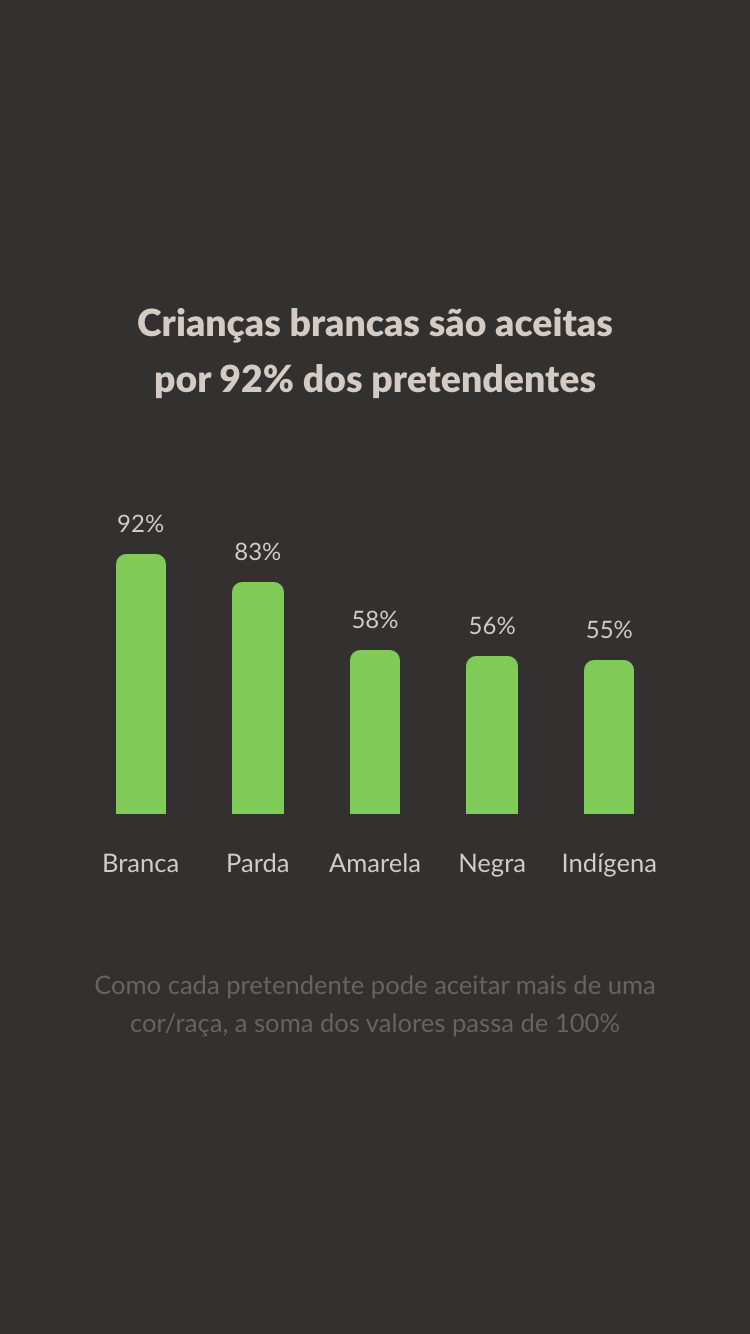 Crianças brancas são aceitas
por 92% dos pretendentes
92%
83%
58%
56%
55%
Branca
Parda
Amarela
Negra
Indígena
Como cada pretendente pode aceitar mais de uma
cor/raça, a soma dos valores passa de 100%